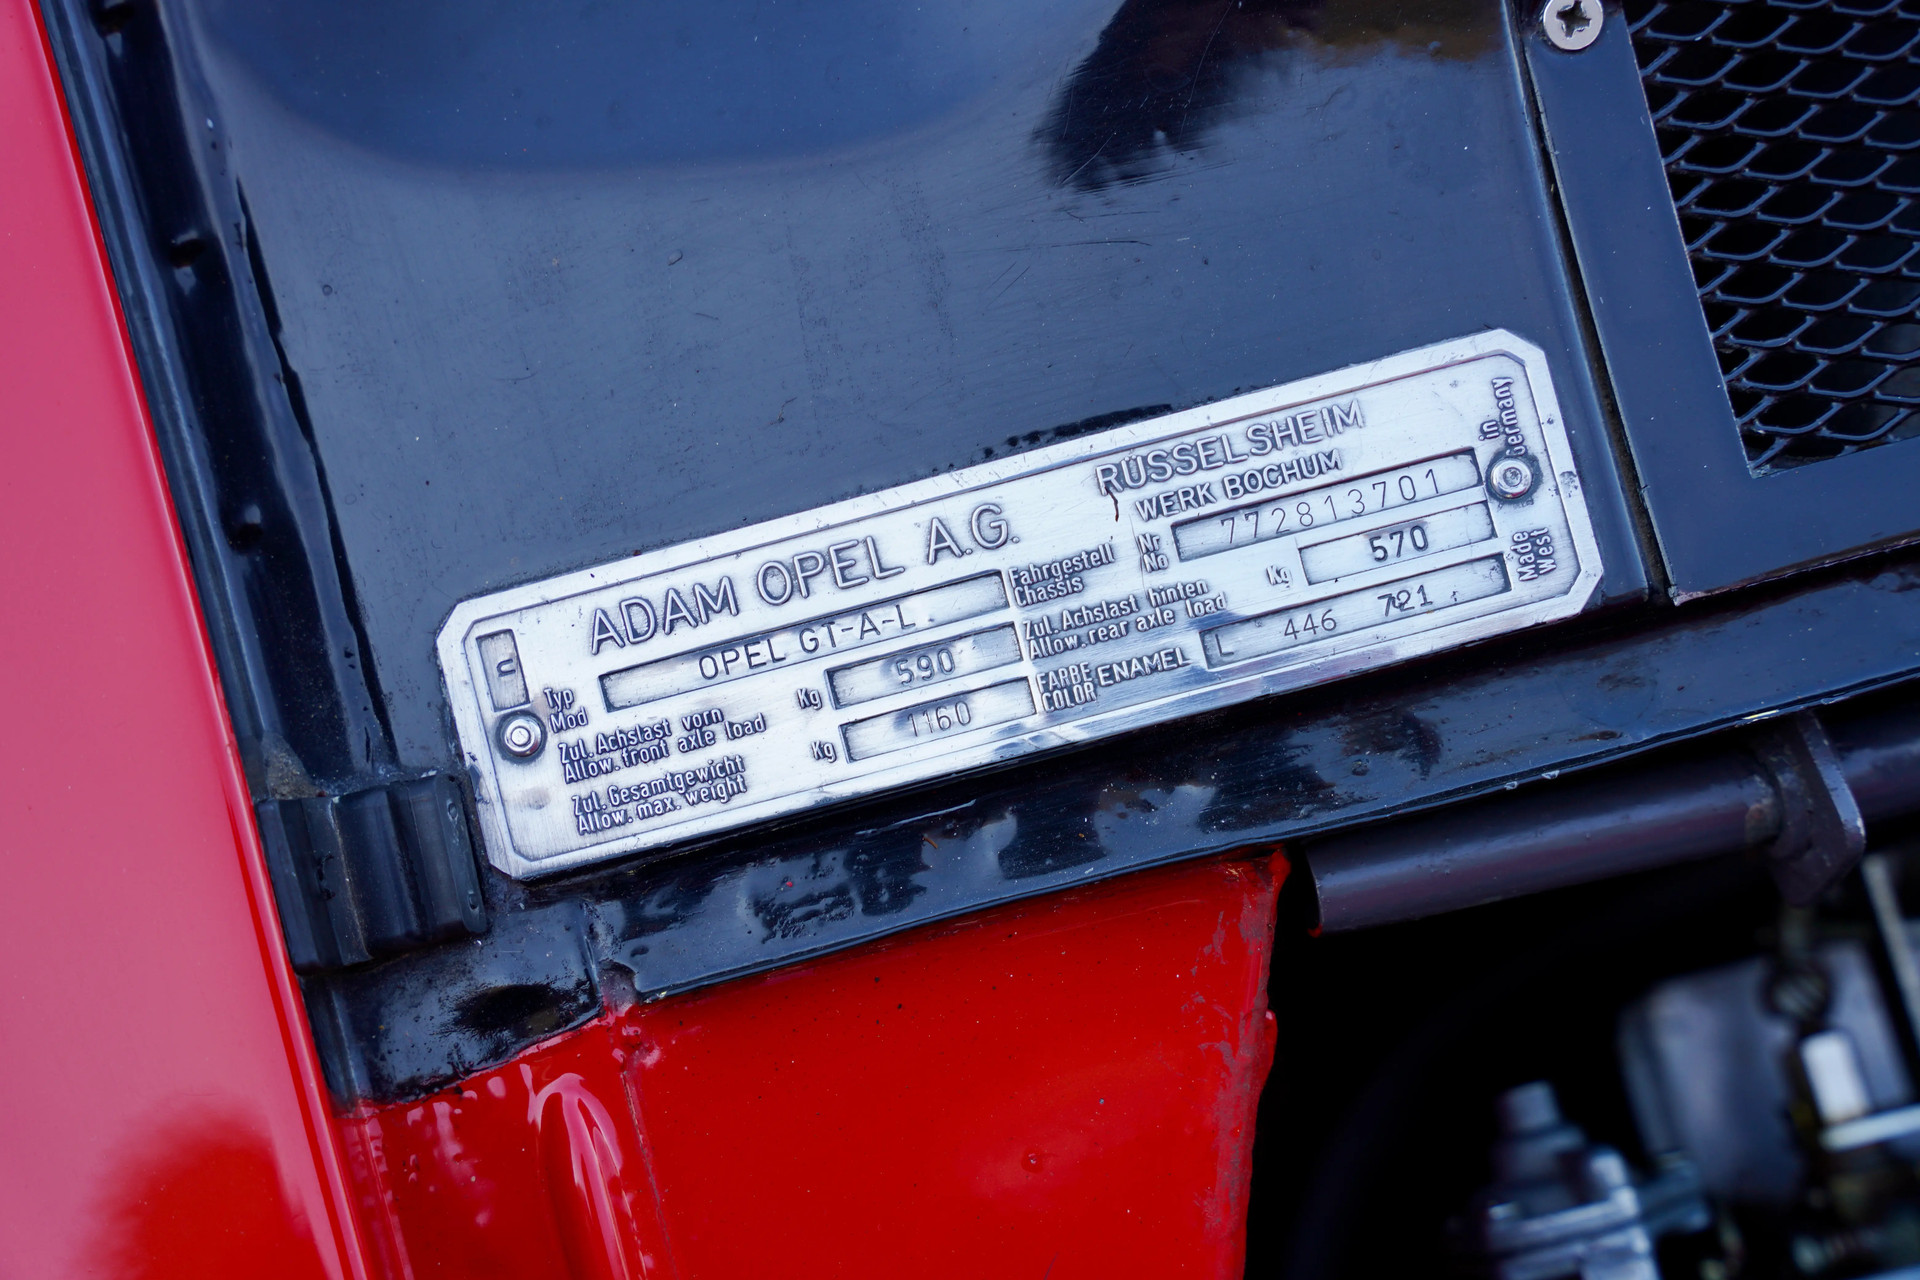 ADAM OPEL A.G. RÜSSELSHEIM
WERK BOCHUM
Typ
Mod
OPEL GT-A-L
Fahrgestell
Chassis
Nr
No
772813701
Zul. Achslast vorn
Allow. front axle load
Kg 590
Zul. Achslast hinten
Allow. rear axle load
Kg 570
Zul. Gesamtgewicht
Allow. max. weight
Kg 1160
FARBE
COLOR
ENAMEL
L 446 721
Made in
West Germany